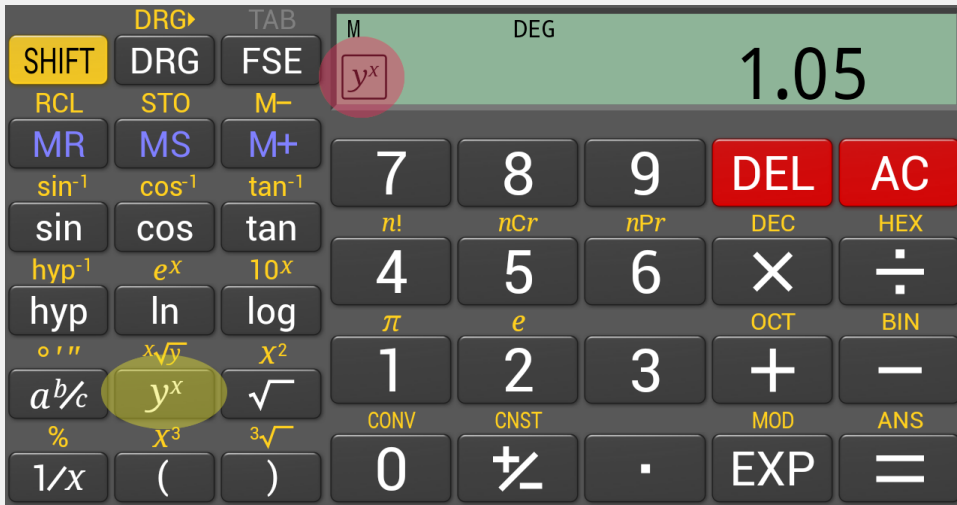 DRG▸ TAB
M DEG
SHIFT DRG FSE
yˣ 1.05
RCL STO M−
MR MS M+
7 8 9 DEL AC
sin⁻¹ cos⁻¹ tan⁻¹
sin cos tan
n! nCr nPr DEC HEX
4 5 6 × ÷
hyp⁻¹ eˣ 10ˣ
hyp ln log
π e OCT BIN
1 2 3 + −
° ' " ˣ√y X²
a b/c yˣ √
CONV CNST MOD ANS
0 +/− . EXP =
% X³ ³√
1/x ( )